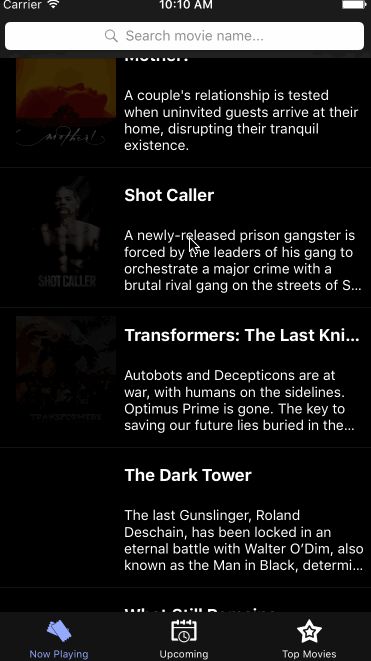 Carrier
10:10 AM
Search movie name...
Mother!
A couple's relationship is tested
when uninvited guests arrive at their
home, disrupting their tranquil
existence.
mother!
Shot Caller
A newly-released prison gangster is
forced by the leaders of his gang to
orchestrate a major crime with a
brutal rival gang on the streets of S...
SHOT CALLER
Transformers: The Last Kni...
Autobots and Decepticons are at
war, with humans on the sidelines.
Optimus Prime is gone. The key to
saving our future lies buried in the...
TRANSFORMERS
The Dark Tower
The last Gunslinger, Roland
Deschain, has been locked in an
eternal battle with Walter O’Dim, also
known as the Man in Black, determi...
What Still Remains
Now Playing
Upcoming
Top Movies